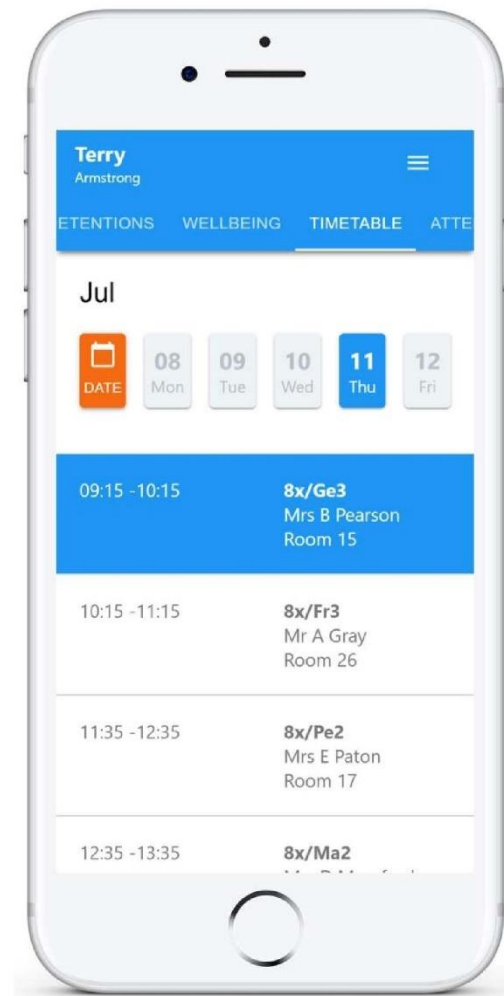 Terry
Armstrong
ETENTIONS WELLBEING TIMETABLE ATTE
Jul
DATE 08 Mon 09 Tue 10 Wed 11 Thu 12 Fri
09:15 -10:15 8x/Ge3
Mrs B Pearson
Room 15
10:15 -11:15 8x/Fr3
Mr A Gray
Room 26
11:35 -12:35 8x/Pe2
Mrs E Paton
Room 17
12:35 -13:35 8x/Ma2